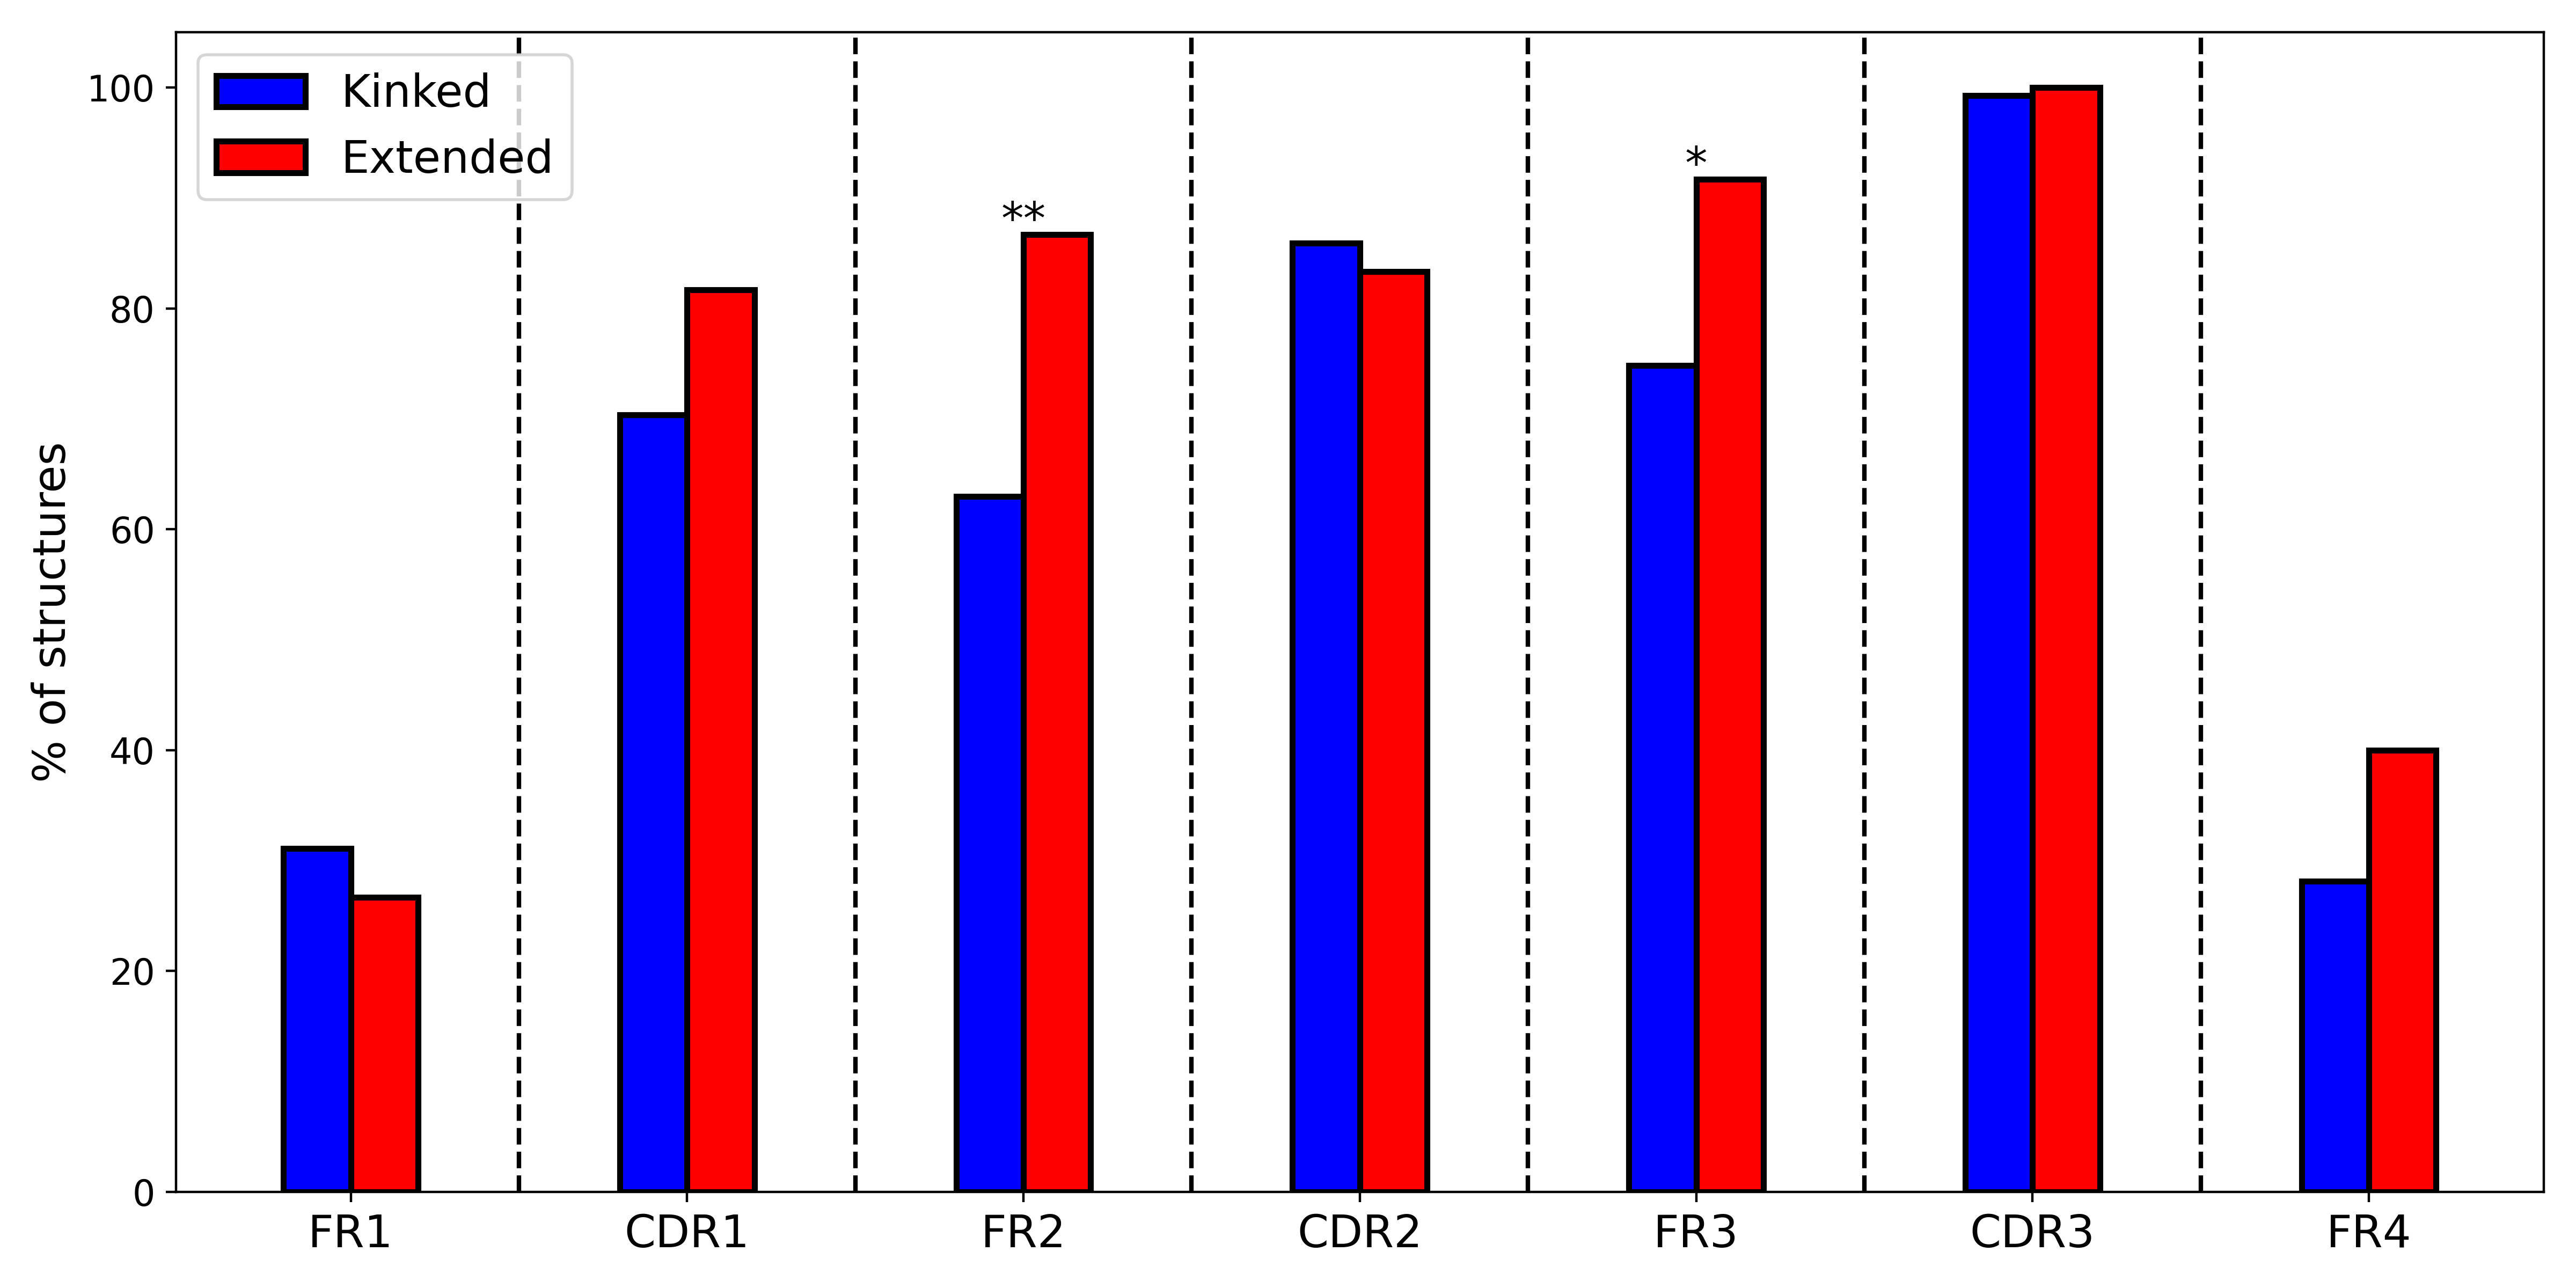 Kinked
Extended
% of structures
100
80
60
40
20
0
**
*
FR1 CDR1 FR2 CDR2 FR3 CDR3 FR4